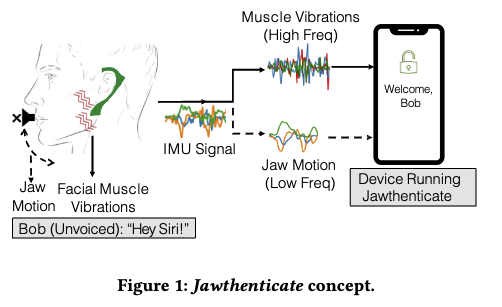 Muscle Vibrations
(High Freq)
Welcome,
Bob
IMU Signal
Jaw Motion
(Low Freq)
Jaw
Motion
Facial Muscle
Vibrations
Device Running
Jawthenticate
Bob (Unvoiced): “Hey Siri!”
Figure 1: Jawthenticate concept.